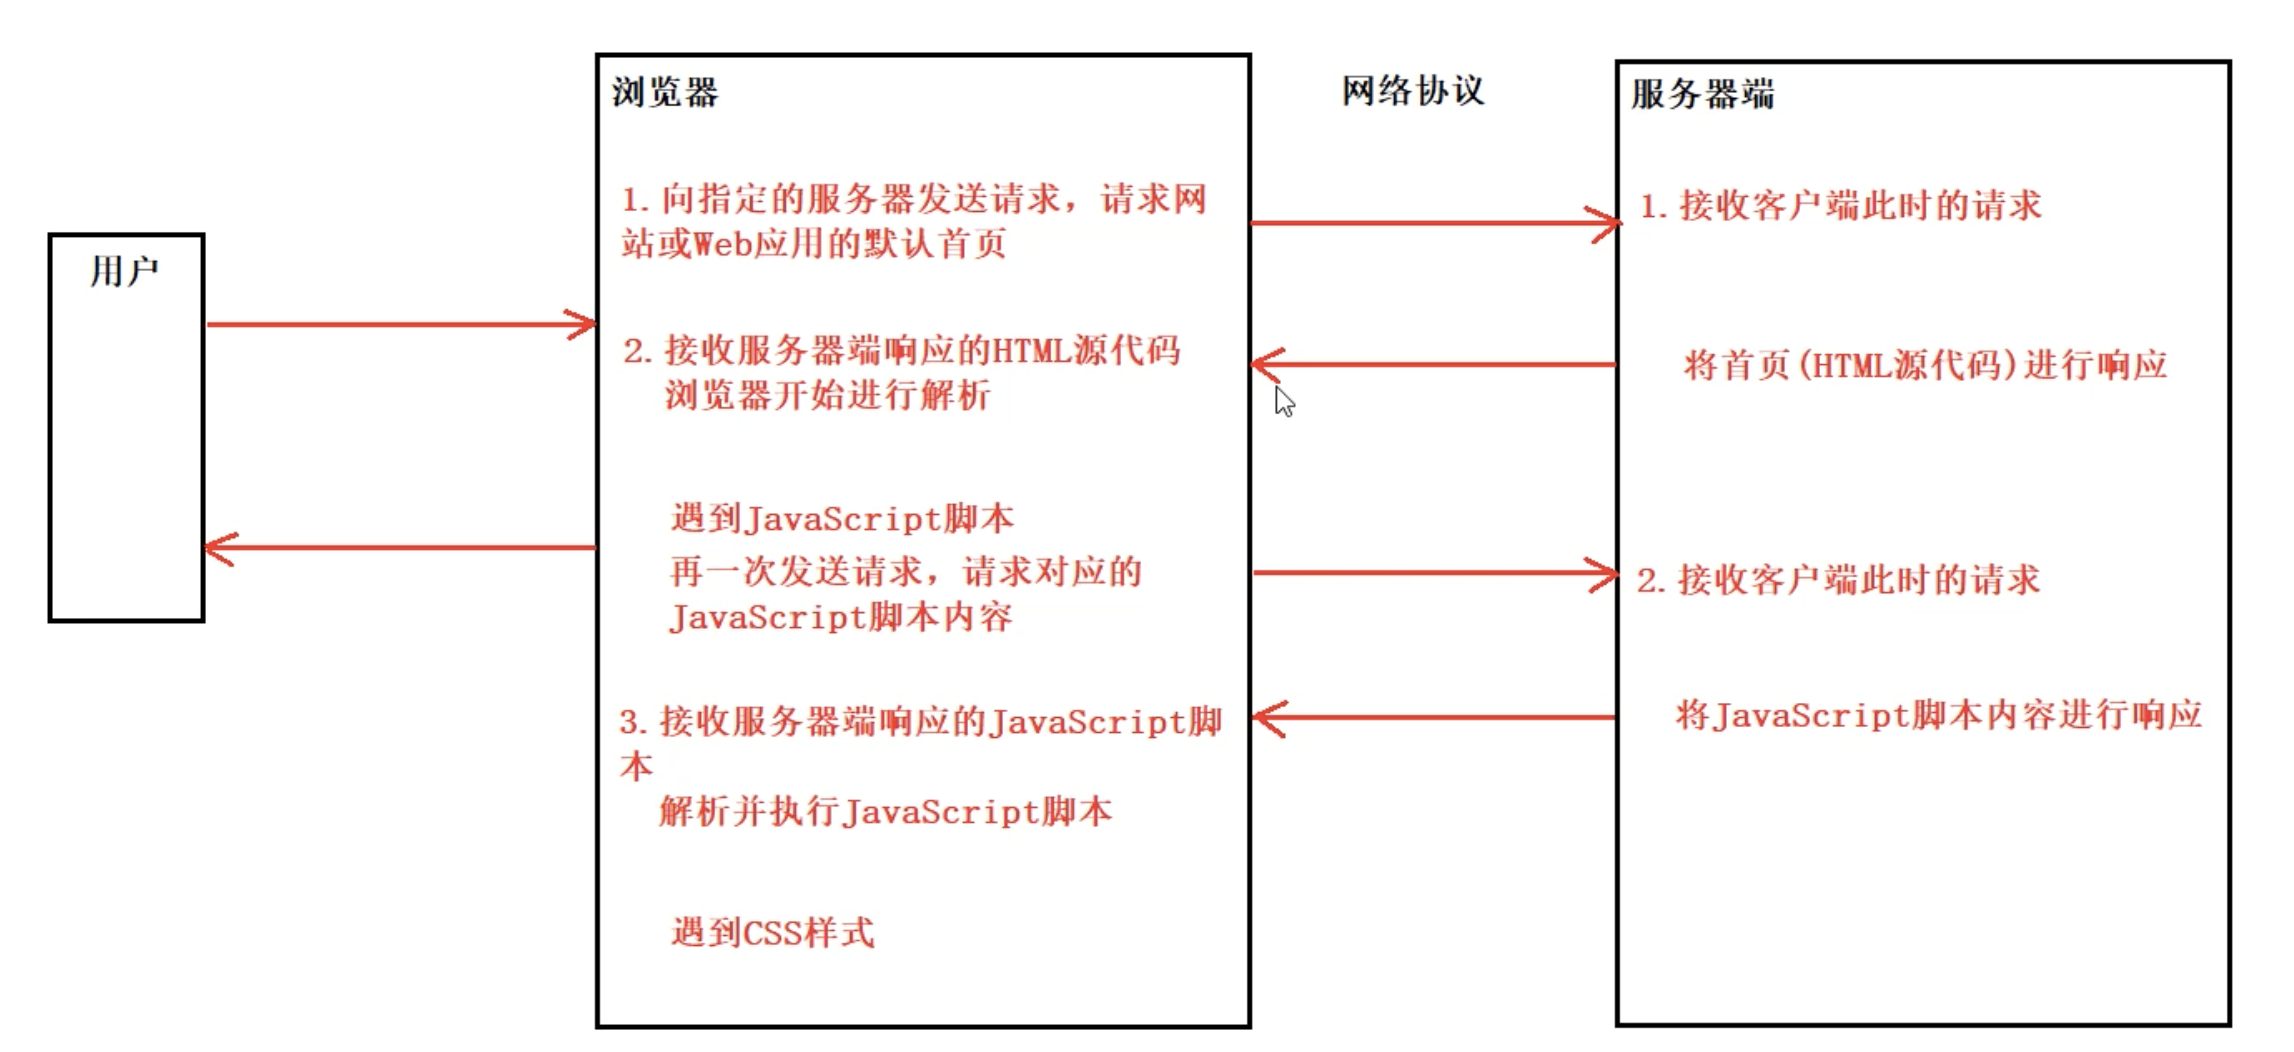 用户
浏览器
1. 向指定的服务器发送请求，请求网
站或Web应用的默认首页
2. 接收服务器端响应的HTML源代码
浏览器开始进行解析
遇到JavaScript脚本
再一次发送请求，请求对应的
JavaScript脚本内容
3. 接收服务器端响应的JavaScript脚
本
解析并执行JavaScript脚本
遇到CSS样式
网络协议
服务器端
1. 接收客户端此时的请求
将首页(HTML源代码)进行响应
2. 接收客户端此时的请求
将JavaScript脚本内容进行响应